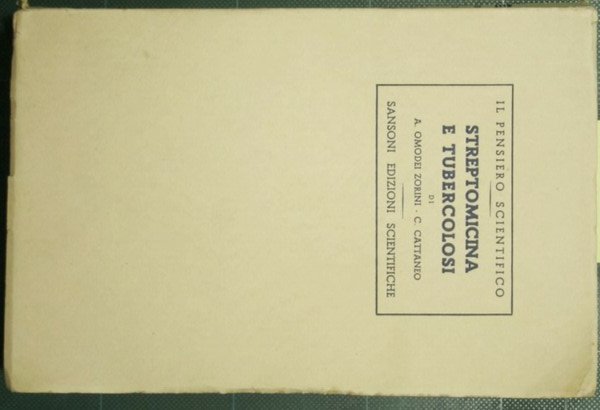 IL PENSIERO SCIENTIFICO
STREPTOMICINA
E TUBERCOLOSI
DI
A. OMODEI ZORINI - C. CATTANEO
SANSONI EDIZIONI SCIENTIFICHE